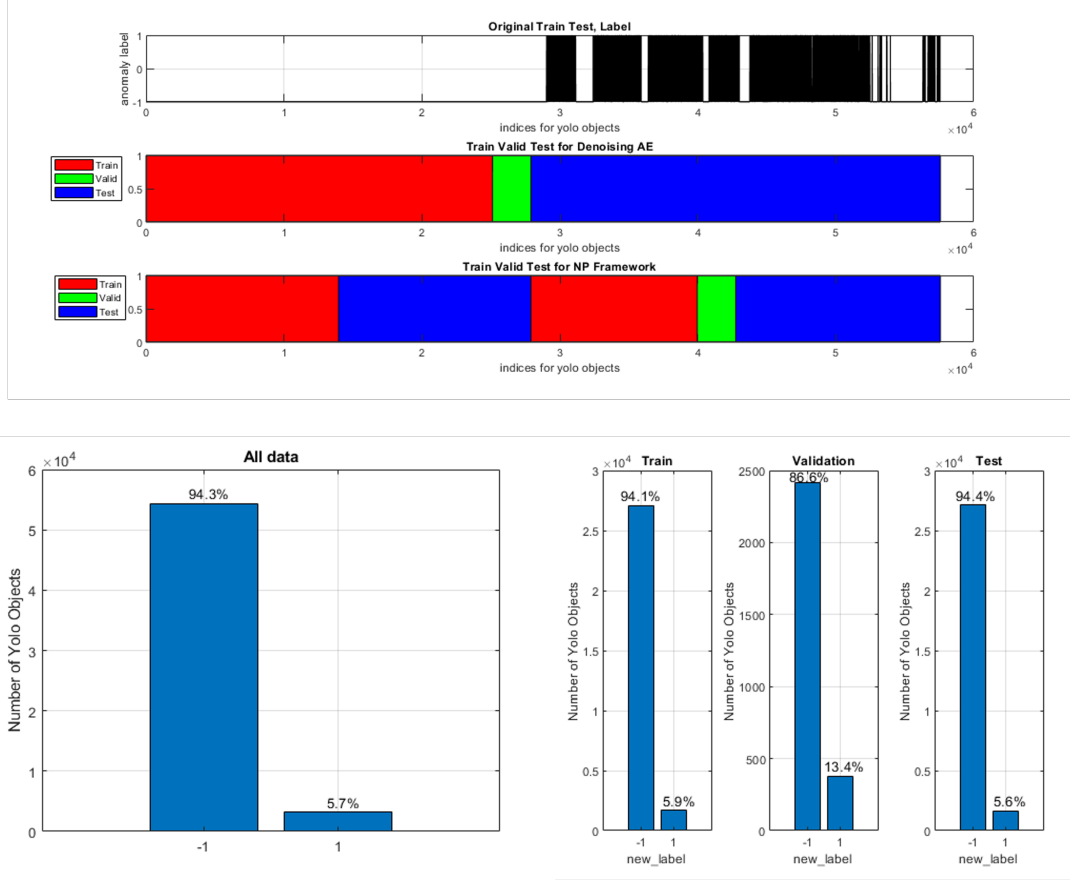 Original Train Test, Label
anomaly label
1
0
-1
0 1 2 3 4 5 6
×10^4
indices for yolo objects
Train Valid Test for Denoising AE
Train
Valid
Test
1
0.5
0
0 1 2 3 4 5 6
×10^4
indices for yolo objects
Train Valid Test for NP Framework
Train
Valid
Test
1
0.5
0
0 1 2 3 4 5 6
×10^4
indices for yolo objects
All data
×10^4
Number of Yolo Objects
6
5
4
3
2
1
0
94.3%
5.7%
-1 1
Train
×10^4
Number of Yolo Objects
3
2.5
2
1.5
1
0.5
0
94.1%
5.9%
-1 1
new_label
Validation
Number of Yolo Objects
2500
2000
1500
1000
500
0
86.6%
13.4%
-1 1
new_label
Test
×10^4
Number of Yolo Objects
3
2.5
2
1.5
1
0.5
0
94.4%
5.6%
-1 1
new_label